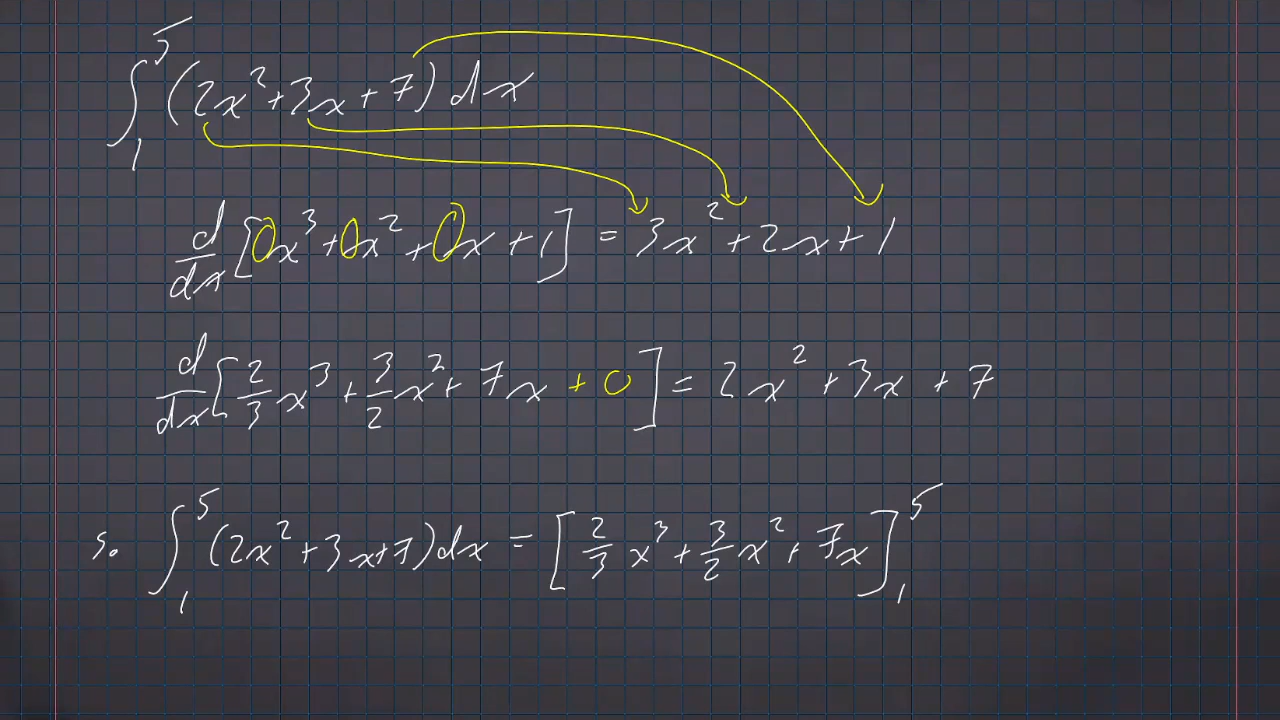 ∫₁⁵ (2x² + 3x + 7) dx
d/dx [0x³ + 0x² + 0x + 1] = 3x² + 2x + 1
d/dx [2/3 x³ + 3/2 x² + 7x + 0] = 2x² + 3x + 7
so ∫₁⁵ (2x² + 3x + 7) dx = [2/3 x³ + 3/2 x² + 7x]₁⁵